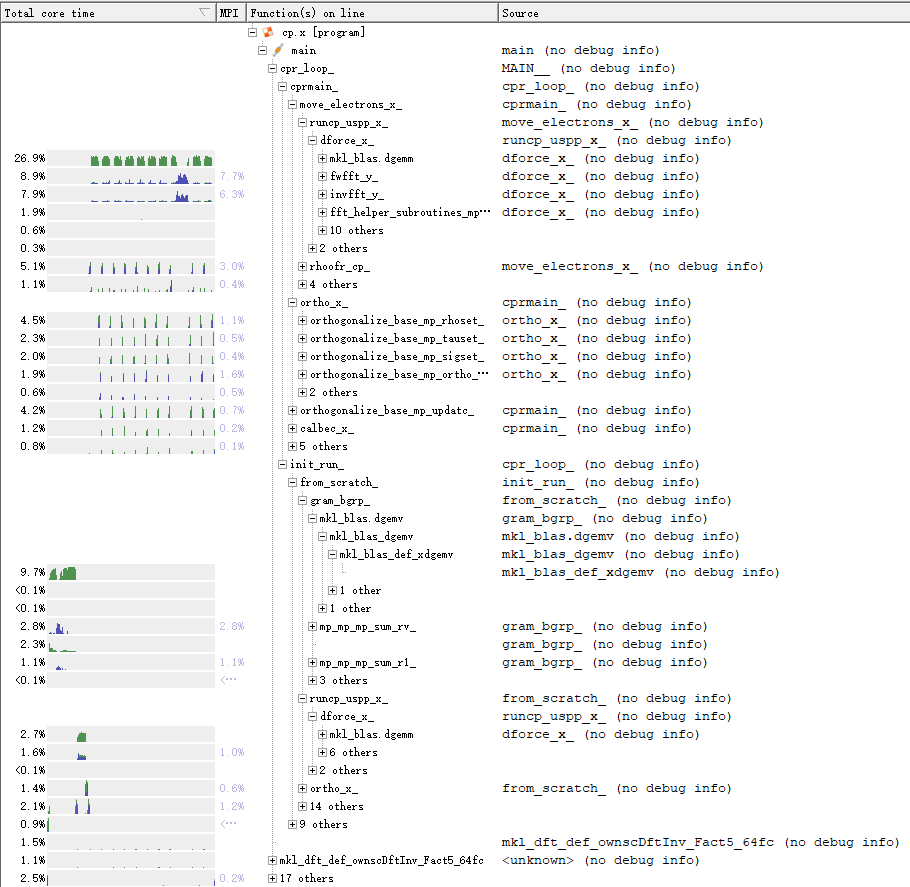 Total core time MPI Function(s) on line Source
cp.x [program]
main main (no debug info)
cpr_loop_ MAIN__ (no debug info)
cprmain_ cpr_loop_ (no debug info)
move_electrons_x_ cprmain_ (no debug info)
runcp_uspp_x_ move_electrons_x_ (no debug info)
dforce_x_ runcp_uspp_x_ (no debug info)
26.9% mkl_blas.dgemm dforce_x_ (no debug info)
8.9% 7.7% fwfft_y_ dforce_x_ (no debug info)
7.9% 6.3% invfft_y_ dforce_x_ (no debug info)
1.9% fft_helper_subroutines_mp… dforce_x_ (no debug info)
0.6% 10 others
0.3% 2 others
5.1% 3.0% rhoofr_cp_ move_electrons_x_ (no debug info)
1.1% 0.4% 4 others
ortho_x_ cprmain_ (no debug info)
4.5% 1.1% orthogonalize_base_mp_rhoset_ ortho_x_ (no debug info)
2.3% 0.5% orthogonalize_base_mp_tauset_ ortho_x_ (no debug info)
2.0% 0.4% orthogonalize_base_mp_sigset_ ortho_x_ (no debug info)
1.9% 1.6% orthogonalize_base_mp_ortho_… ortho_x_ (no debug info)
0.6% 0.5% 2 others
4.2% 0.7% orthogonalize_base_mp_updatc_ cprmain_ (no debug info)
1.2% 0.2% calbec_x_ cprmain_ (no debug info)
0.8% 0.1% 5 others
init_run_ cpr_loop_ (no debug info)
from_scratch_ init_run_ (no debug info)
gram_bgrp_ from_scratch_ (no debug info)
mkl_blas.dgemv gram_bgrp_ (no debug info)
mkl_blas_dgemv mkl_blas.dgemv (no debug info)
mkl_blas_def_xdgemv mkl_blas_dgemv (no debug info)
9.7% mkl_blas_def_xdgemv (no debug info)
<0.1% 1 other
<0.1% 1 other
2.8% 2.8% mp_mp_mp_sum_rv_ gram_bgrp_ (no debug info)
2.3% gram_bgrp_ (no debug info)
1.1% 1.1% mp_mp_mp_sum_r1_ gram_bgrp_ (no debug info)
<0.1% <… 3 others
runcp_uspp_x_ from_scratch_ (no debug info)
dforce_x_ runcp_uspp_x_ (no debug info)
2.7% mkl_blas.dgemm dforce_x_ (no debug info)
1.6% 1.0% 6 others
<0.1% 2 others
1.4% 0.6% ortho_x_ from_scratch_ (no debug info)
2.1% 1.2% 14 others
0.9% <… 9 others
1.5% mkl_dft_def_ownscDftInv_Fact5_64fc (no debug info)
1.1% mkl_dft_def_ownscDftInv_Fact5_64fc <unknown> (no debug info)
2.5% 0.2% 17 others